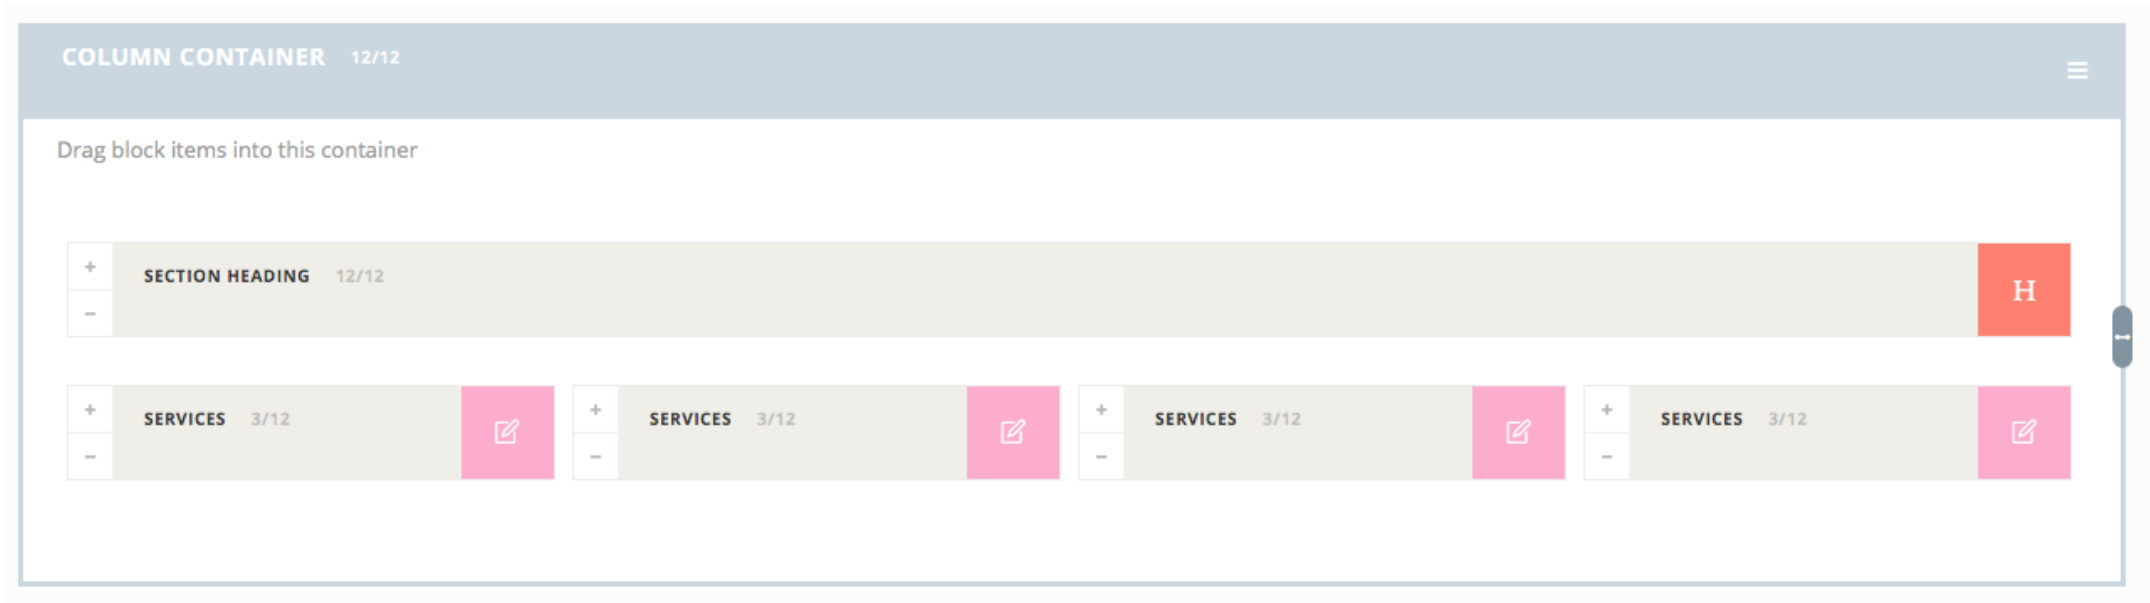 COLUMN CONTAINER 12/12
Drag block items into this container
+
SECTION HEADING 12/12
H
−
+ SERVICES 3/12 + SERVICES 3/12 + SERVICES 3/12 + SERVICES 3/12
− − − −